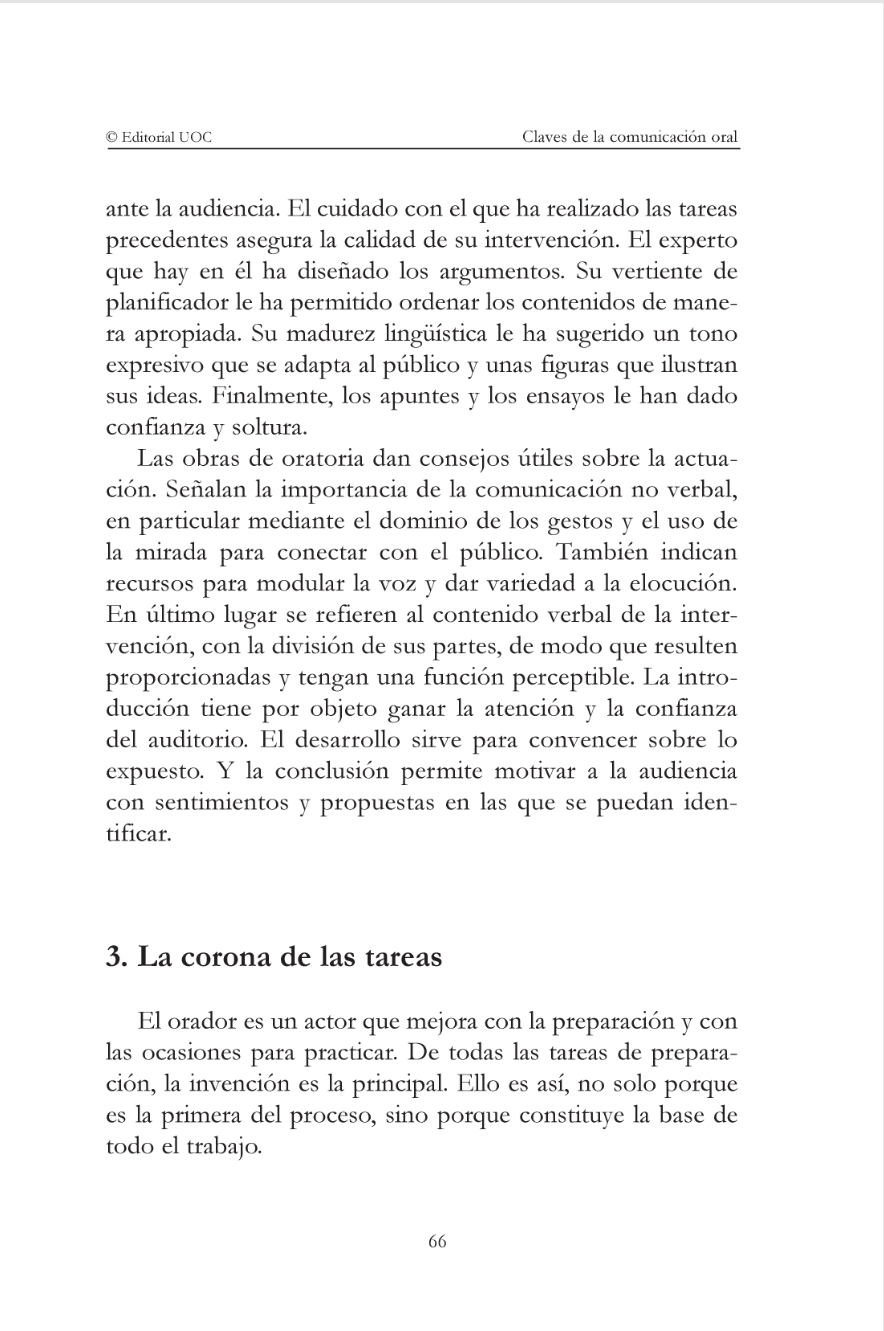 © Editorial UOC
Claves de la comunicación oral
ante la audiencia. El cuidado con el que ha realizado las tareas
precedentes asegura la calidad de su intervención. El experto
que hay en él ha diseñado los argumentos. Su vertiente de
planificador le ha permitido ordenar los contenidos de mane-
ra apropiada. Su madurez lingüística le ha sugerido un tono
expresivo que se adapta al público y unas figuras que ilustran
sus ideas. Finalmente, los apuntes y los ensayos le han dado
confianza y soltura.
Las obras de oratoria dan consejos útiles sobre la actua-
ción. Señalan la importancia de la comunicación no verbal,
en particular mediante el dominio de los gestos y el uso de
la mirada para conectar con el público. También indican
recursos para modular la voz y dar variedad a la elocución.
En último lugar se refieren al contenido verbal de la inter-
vención, con la división de sus partes, de modo que resulten
proporcionadas y tengan una función perceptible. La intro-
ducción tiene por objeto ganar la atención y la confianza
del auditorio. El desarrollo sirve para convencer sobre lo
expuesto. Y la conclusión permite motivar a la audiencia
con sentimientos y propuestas en las que se puedan iden-
tificar.
3. La corona de las tareas
El orador es un actor que mejora con la preparación y con
las ocasiones para practicar. De todas las tareas de prepara-
ción, la invención es la principal. Ello es así, no solo porque
es la primera del proceso, sino porque constituye la base de
todo el trabajo.
66